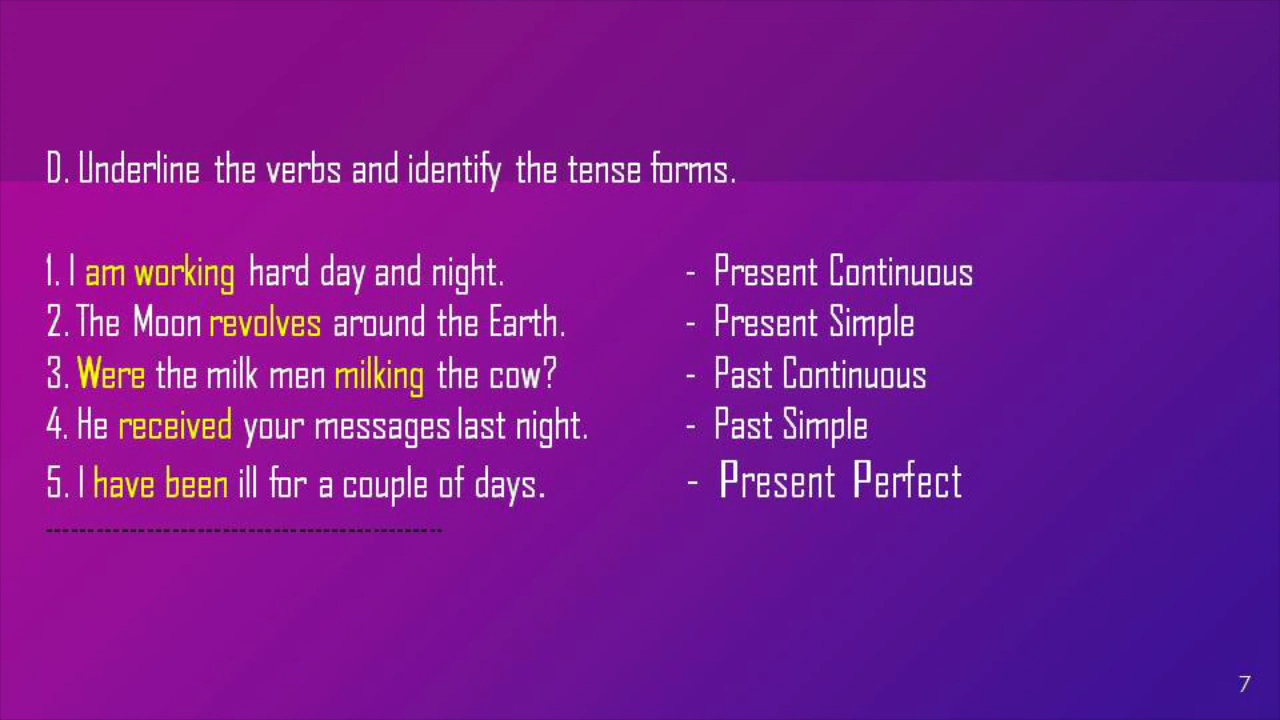 D. Underline the verbs and identify the tense forms.
1. I am working hard day and night. - Present Continuous
2. The Moon revolves around the Earth. - Present Simple
3. Were the milk men milking the cow? - Past Continuous
4. He received your messages last night. - Past Simple
5. I have been ill for a couple of days. - Present Perfect
-----------------------------------------------
7